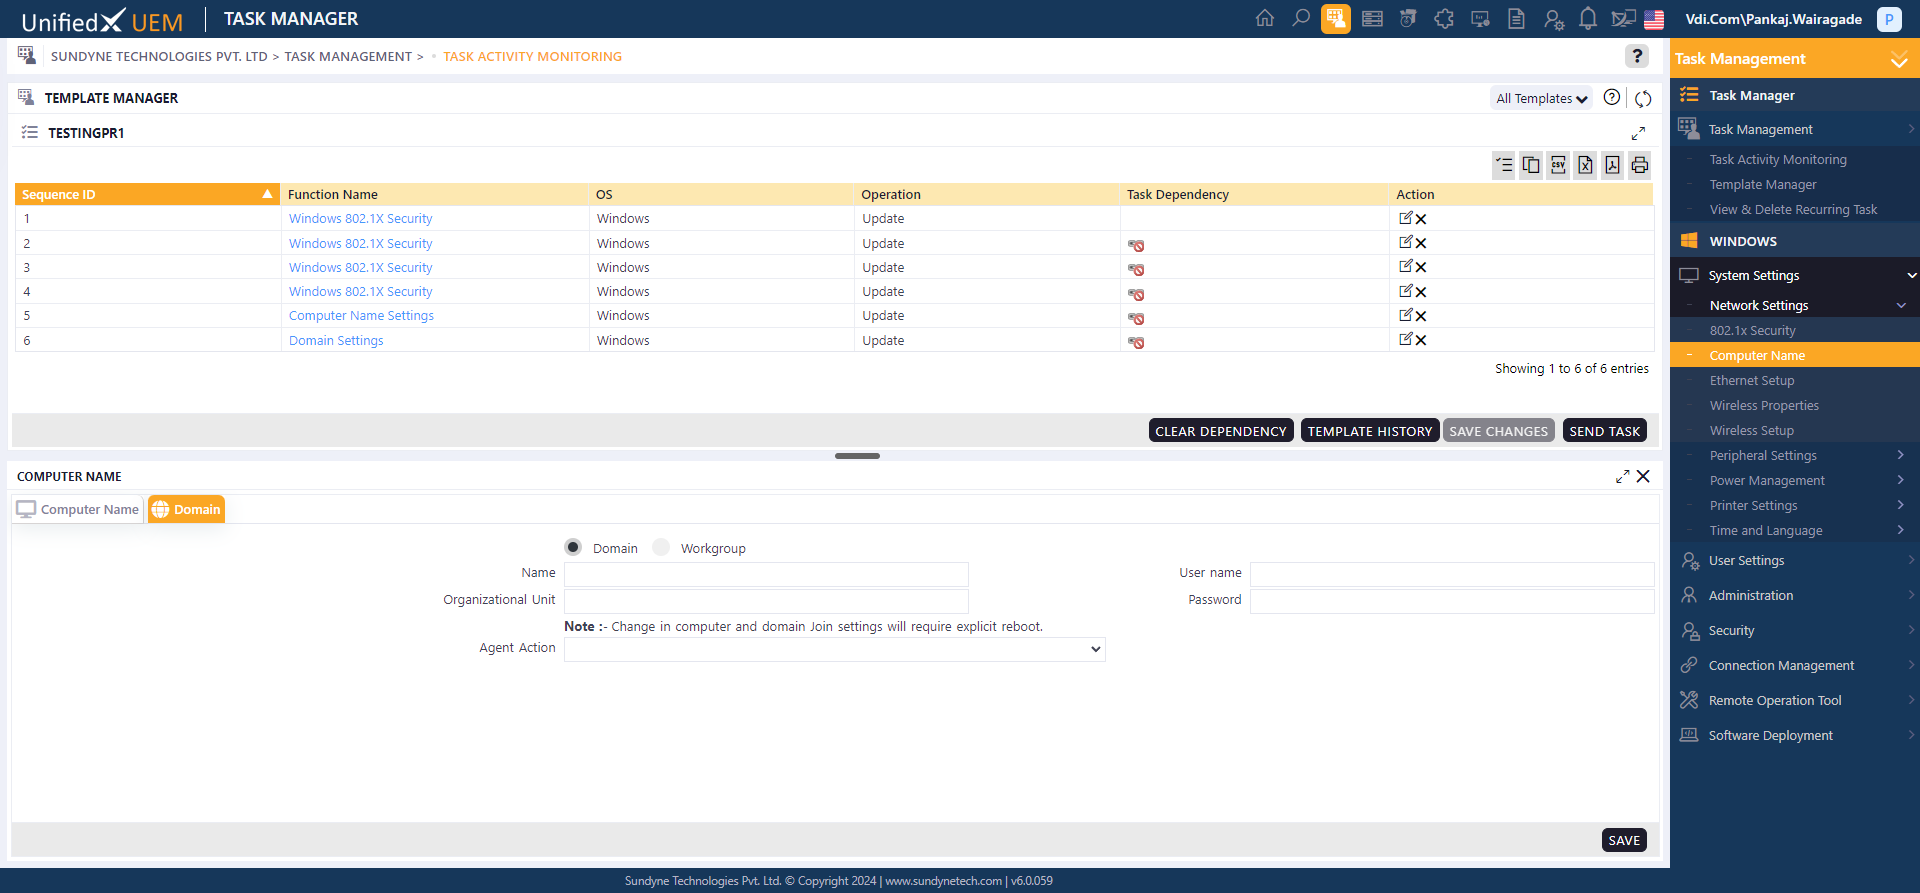 UnifiedX UEM
TASK MANAGER
Vdi.Com\Pankaj.Wairagade
P
SUNDYNE TECHNOLOGIES PVT. LTD > TASK MANAGEMENT > • TASK ACTIVITY MONITORING
?
TEMPLATE MANAGER
All Templates
?
TESTINGPR1
CSV
Sequence ID Function Name OS Operation Task Dependency Action
1 Windows 802.1X Security Windows Update
2 Windows 802.1X Security Windows Update
3 Windows 802.1X Security Windows Update
4 Windows 802.1X Security Windows Update
5 Computer Name Settings Windows Update
6 Domain Settings Windows Update
Showing 1 to 6 of 6 entries
CLEAR DEPENDENCY TEMPLATE HISTORY SAVE CHANGES SEND TASK
COMPUTER NAME
Computer Name Domain
Domain Workgroup
Name User name
Organizational Unit Password
Note :- Change in computer and domain Join settings will require explicit reboot.
Agent Action
SAVE
Task Management
Task Manager
Task Management
Task Activity Monitoring
Template Manager
View & Delete Recurring Task
WINDOWS
System Settings
Network Settings
802.1x Security
Computer Name
Ethernet Setup
Wireless Properties
Wireless Setup
Peripheral Settings
Power Management
Printer Settings
Time and Language
User Settings
Administration
Security
Connection Management
Remote Operation Tool
Software Deployment
Sundyne Technologies Pvt. Ltd. © Copyright 2024 | www.sundynetech.com | v6.0.059